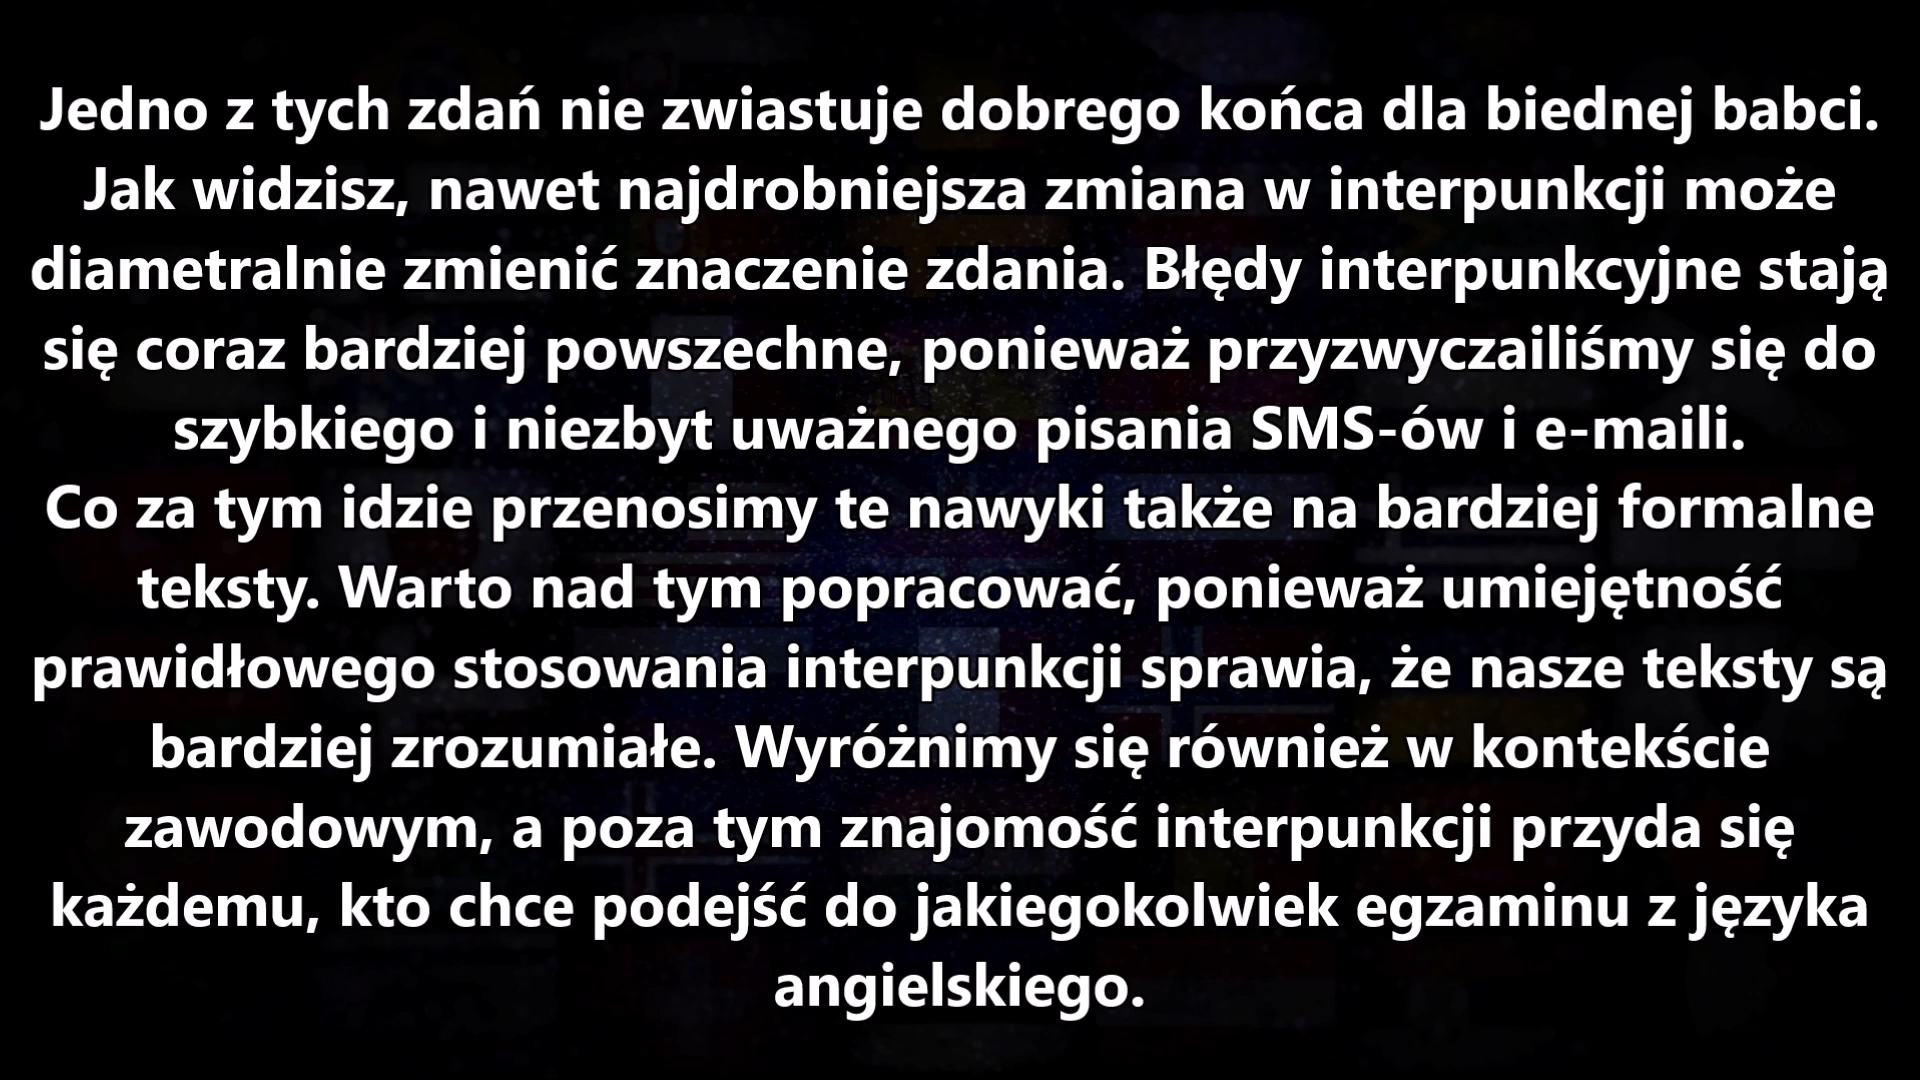 Jedno z tych zdań nie zwiastuje dobrego końca dla biednej babci.
Jak widzisz, nawet najdrobniejsza zmiana w interpunkcji może
diametralnie zmienić znaczenie zdania. Błędy interpunkcyjne stają
się coraz bardziej powszechne, ponieważ przyzwyczailiśmy się do
szybkiego i niezbyt uważnego pisania SMS-ów i e-maili.
Co za tym idzie przenosimy te nawyki także na bardziej formalne
teksty. Warto nad tym popracować, ponieważ umiejętność
prawidłowego stosowania interpunkcji sprawia, że nasze teksty są
bardziej zrozumiałe. Wyróżnimy się również w kontekście
zawodowym, a poza tym znajomość interpunkcji przyda się
każdemu, kto chce podejść do jakiegokolwiek egzaminu z języka
angielskiego.